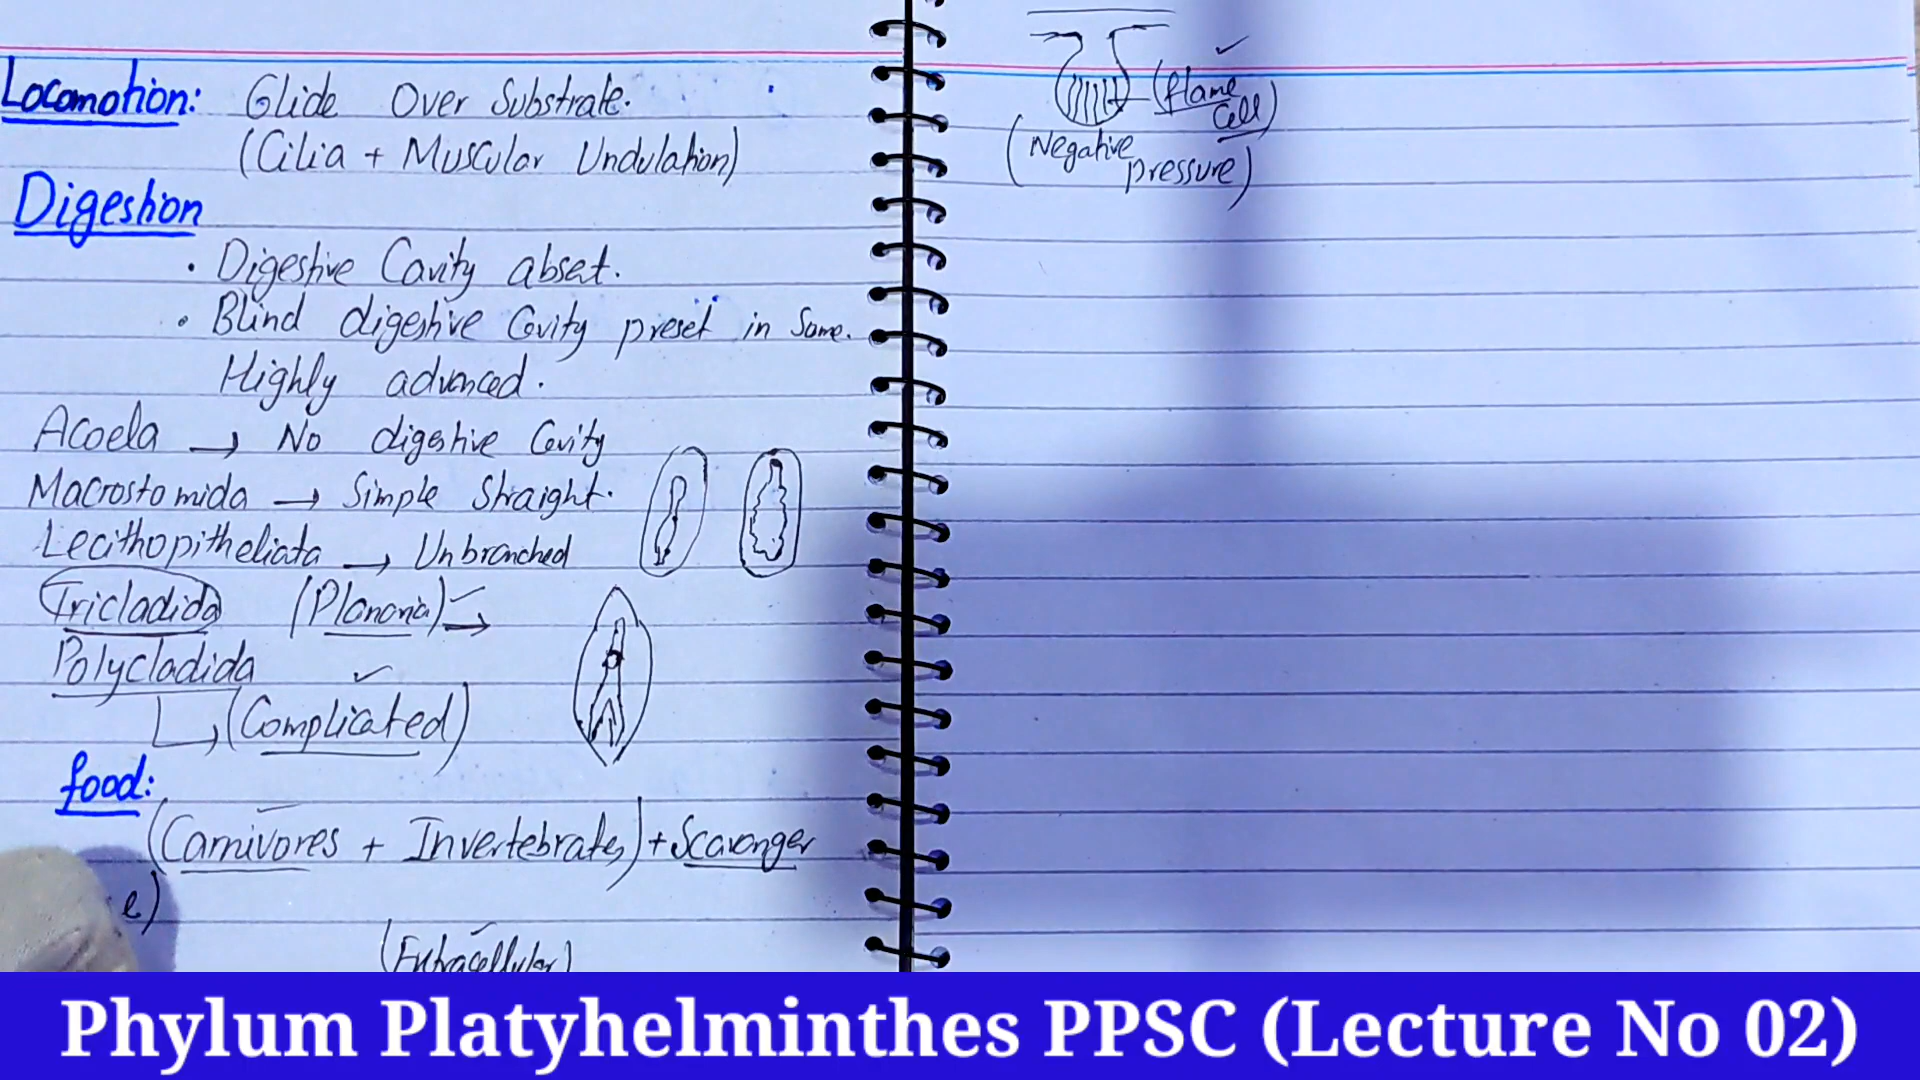 Locomotion: Glide Over Substrate.
(Cilia + Muscular Undulation)
Digestion
• Digestive Cavity abset.
• Blind digestive Cavity preset in Some.
Highly advanced.
Acoela → No digestive Cavity
Macrostomida → Simple Straight.
Lecithopitheliata → Unbranched
Tricladida (Planaria) →
Polycladida
(Complicated)
food:
(Carnivores + Invertebrates) + Scavanger
e)
(Extracellular)
(flame
Cell)
(Negative
pressure)
Phylum Platyhelminthes PPSC (Lecture No 02)